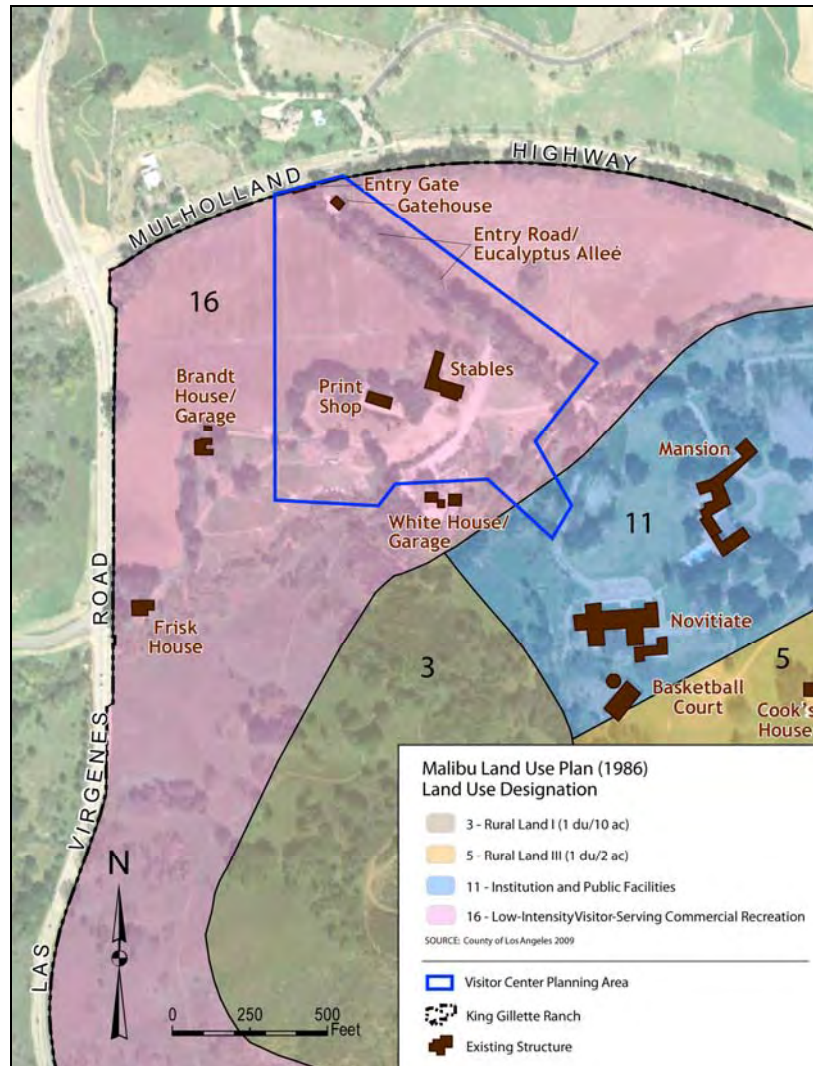 MULHOLLAND
HIGHWAY
Entry Gate
Gatehouse
Entry Road/
Eucalyptus Alleé
16
Brandt
House/
Garage
Print
Shop
Stables
Mansion
White House/
Garage
11
Frisk
House
Novitiate
3
5
Basketball
Court
Cook's
House
LAS
VIRGENES
ROAD
N
0
250
500
Feet
Malibu Land Use Plan (1986)
Land Use Designation
3 - Rural Land I (1 du/10 ac)
5 - Rural Land III (1 du/2 ac)
11 - Institution and Public Facilities
16 - Low-Intensity Visitor-Serving Commercial Recreation
SOURCE: County of Los Angeles 2009
Visitor Center Planning Area
King Gillette Ranch
Existing Structure